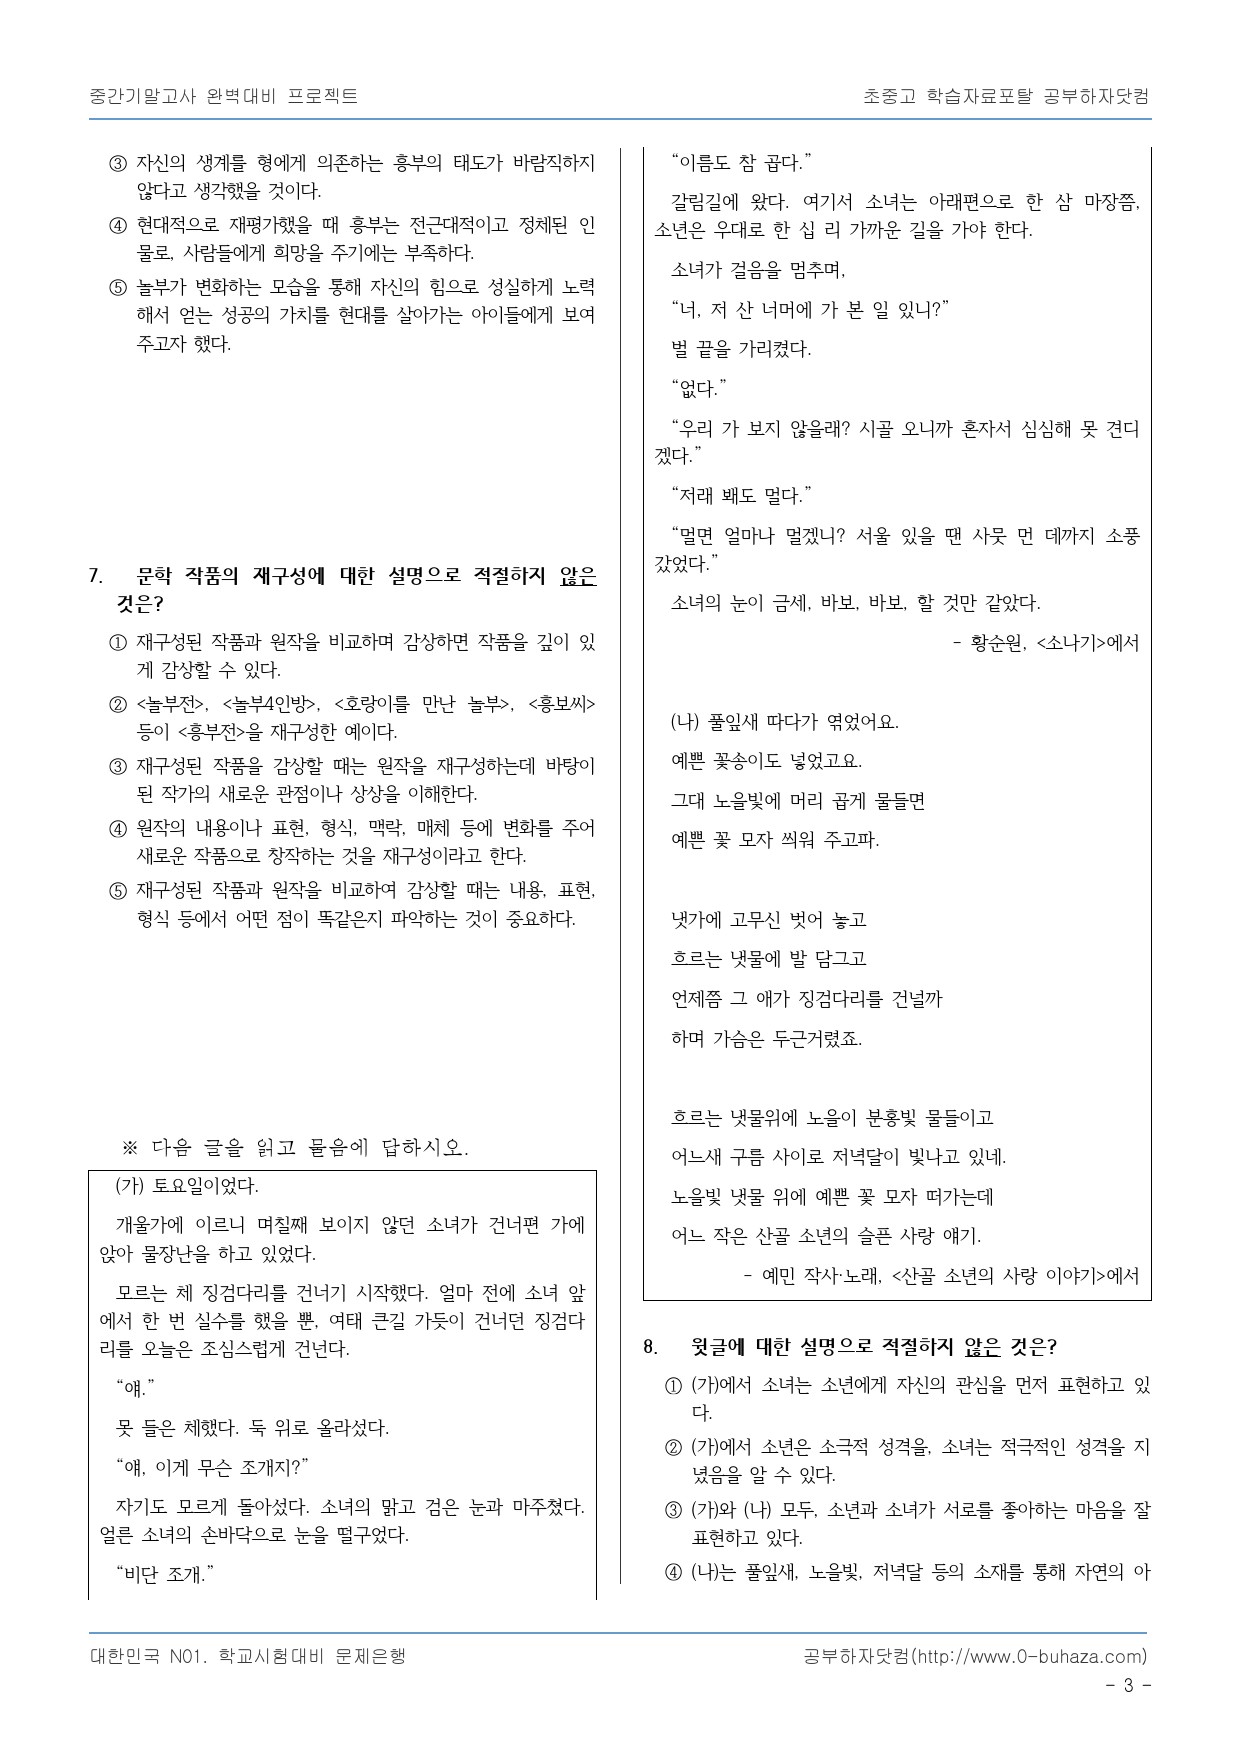 중간기말고사 완벽대비 프로젝트
초중고 학습자료포탈 공부하자닷컴
③ 자신의 생계를 형에게 의존하는 흥부의 태도가 바람직하지
않다고 생각했을 것이다.
④ 현대적으로 재평가했을 때 흥부는 전근대적이고 정체된 인
물로, 사람들에게 희망을 주기에는 부족하다.
⑤ 놀부가 변화하는 모습을 통해 자신의 힘으로 성실하게 노력
해서 얻는 성공의 가치를 현대를 살아가는 아이들에게 보여
주고자 했다.
7. 문학 작품의 재구성에 대한 설명으로 적절하지 않은
것은?
① 재구성된 작품과 원작을 비교하며 감상하면 작품을 깊이 있
게 감상할 수 있다.
② <놀부전>, <놀부4인방>, <호랑이를 만난 놀부>, <흥보씨>
등이 <흥부전>을 재구성한 예이다.
③ 재구성된 작품을 감상할 때는 원작을 재구성하는데 바탕이
된 작가의 새로운 관점이나 상상을 이해한다.
④ 원작의 내용이나 표현, 형식, 맥락, 매체 등에 변화를 주어
새로운 작품으로 창작하는 것을 재구성이라고 한다.
⑤ 재구성된 작품과 원작을 비교하여 감상할 때는 내용, 표현,
형식 등에서 어떤 점이 똑같은지 파악하는 것이 중요하다.
※ 다음 글을 읽고 물음에 답하시오.
(가) 토요일이었다.
개울가에 이르니 며칠째 보이지 않던 소녀가 건너편 가에
앉아 물장난을 하고 있었다.
모르는 체 징검다리를 건너기 시작했다. 얼마 전에 소녀 앞
에서 한 번 실수를 했을 뿐, 여태 큰길 가듯이 건너던 징검다
리를 오늘은 조심스럽게 건넌다.
“얘.”
못 들은 체했다. 둑 위로 올라섰다.
“얘, 이게 무슨 조개지?”
자기도 모르게 돌아섰다. 소녀의 맑고 검은 눈과 마주쳤다.
얼른 소녀의 손바닥으로 눈을 떨구었다.
“비단 조개.”
“이름도 참 곱다.”
갈림길에 왔다. 여기서 소녀는 아래편으로 한 삼 마장쯤,
소년은 우대로 한 십 리 가까운 길을 가야 한다.
소녀가 걸음을 멈추며,
“너, 저 산 너머에 가 본 일 있니?”
벌 끝을 가리켰다.
“없다.”
“우리 가 보지 않을래? 시골 오니까 혼자서 심심해 못 견디
겠다.”
“저래 봬도 멀다.”
“멀면 얼마나 멀겠니? 서울 있을 땐 사뭇 먼 데까지 소풍
갔었다.”
소녀의 눈이 금세, 바보, 바보, 할 것만 같았다.
- 황순원, <소나기>에서
(나) 풀잎새 따다가 엮었어요.
예쁜 꽃송이도 넣었고요.
그대 노을빛에 머리 곱게 물들면
예쁜 꽃 모자 씌워 주고파.
냇가에 고무신 벗어 놓고
흐르는 냇물에 발 담그고
언제쯤 그 애가 징검다리를 건널까
하며 가슴은 두근거렸죠.
흐르는 냇물위에 노을이 분홍빛 물들이고
어느새 구름 사이로 저녁달이 빛나고 있네.
노을빛 냇물 위에 예쁜 꽃 모자 떠가는데
어느 작은 산골 소년의 슬픈 사랑 얘기.
- 예민 작사·노래, <산골 소년의 사랑 이야기>에서
8. 윗글에 대한 설명으로 적절하지 않은 것은?
① (가)에서 소녀는 소년에게 자신의 관심을 먼저 표현하고 있
다.
② (가)에서 소년은 소극적 성격을, 소녀는 적극적인 성격을 지
녔음을 알 수 있다.
③ (가)와 (나) 모두, 소년과 소녀가 서로를 좋아하는 마음을 잘
표현하고 있다.
④ (나)는 풀잎새, 노을빛, 저녁달 등의 소재를 통해 자연의 아
대한민국 N01. 학교시험대비 문제은행
공부하자닷컴(http://www.0-buhaza.com)
- 3 -